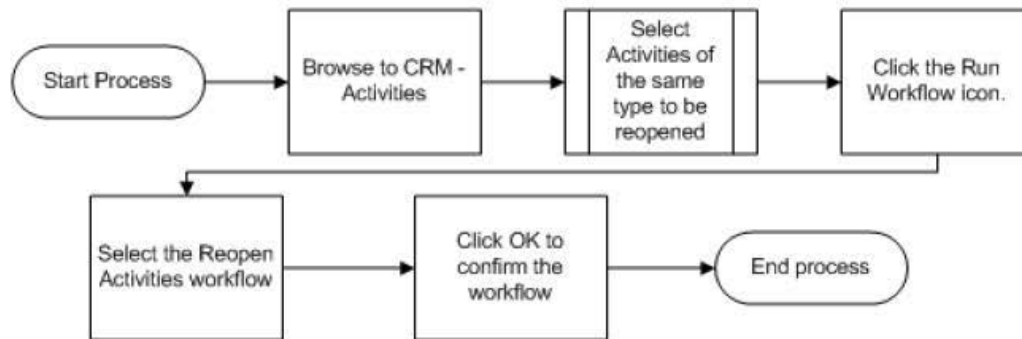 Start Process
Browse to CRM -
Activities
Select
Activities of
the same
type to be
reopened
Click the Run
Workflow icon.
Select the Reopen
Activities workflow
Click OK to
confirm the
workflow
End process